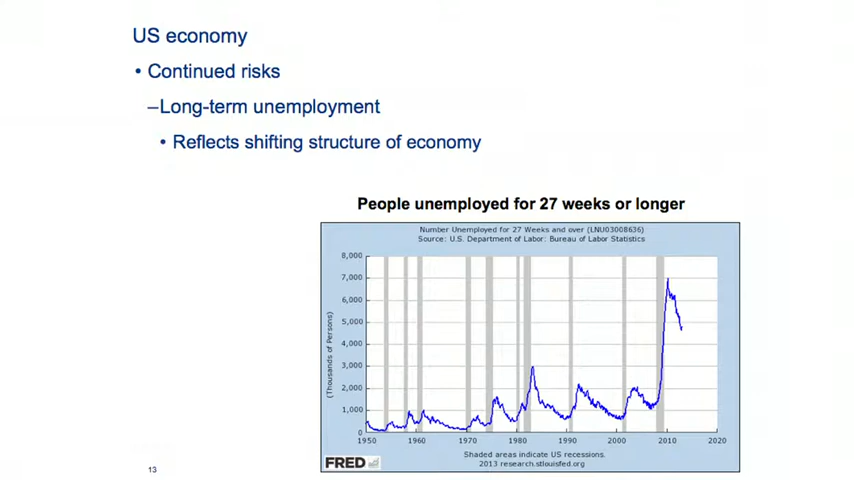 US economy
• Continued risks
–Long-term unemployment
• Reflects shifting structure of economy
People unemployed for 27 weeks or longer
Number Unemployed for 27 Weeks and over (LNU03008636)
Source: U.S. Department of Labor: Bureau of Labor Statistics
8,000
7,000
6,000
5,000
4,000
3,000
2,000
1,000
0
(Thousands of Persons)
1950 1960 1970 1980 1990 2000 2010 2020
Shaded areas indicate US recessions.
2013 research.stlouisfed.org
FRED
13